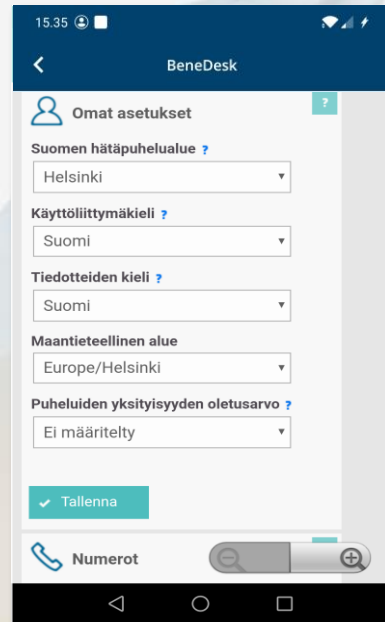 15.35
BeneDesk
Omat asetukset
?
Suomen hätäpuhelualue ?
Helsinki
Käyttöliittymäkieli ?
Suomi
Tiedotteiden kieli ?
Suomi
Maantieteellinen alue
Europe/Helsinki
Puheluiden yksityisyyden oletusarvo ?
Ei määritelty
Tallenna
Numerot